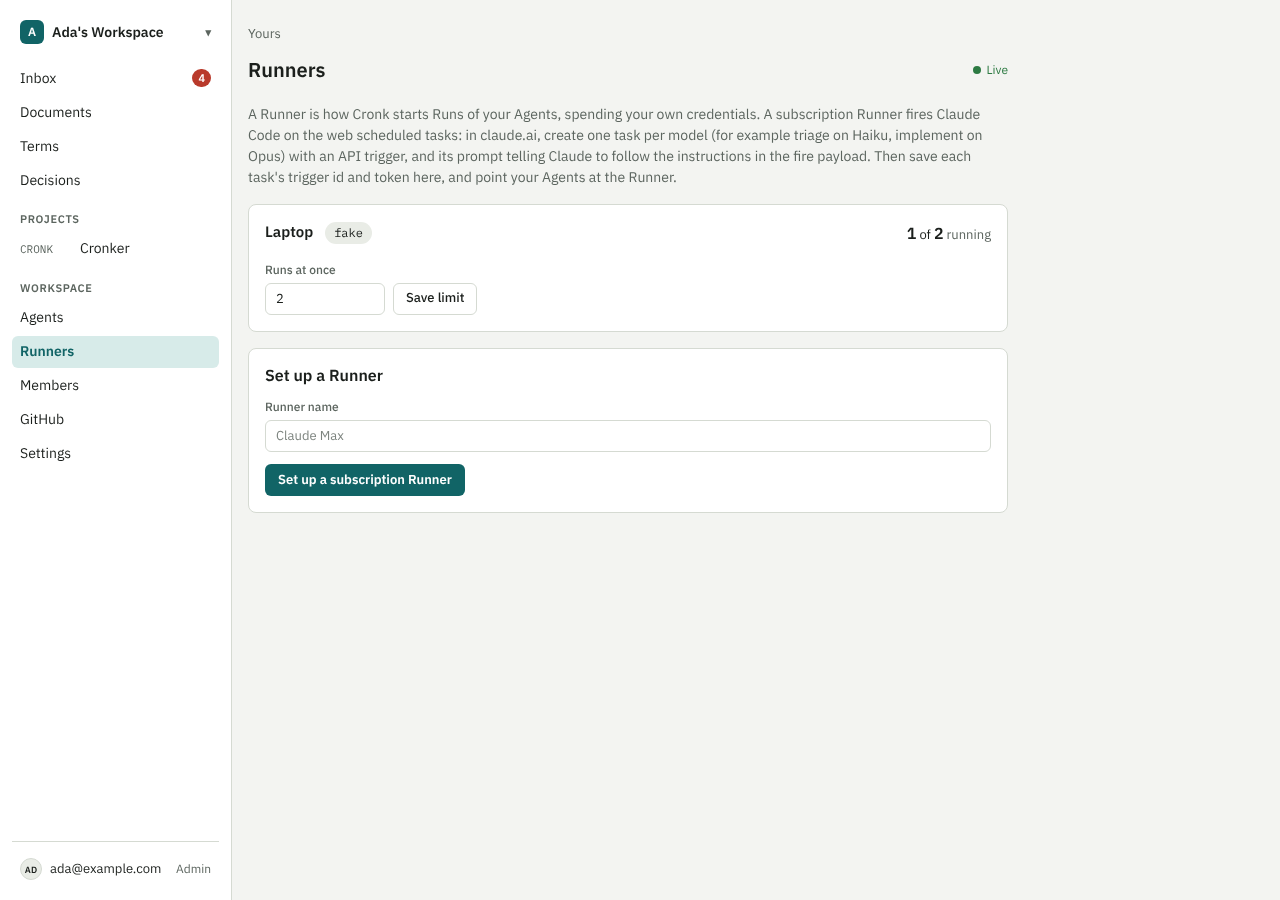 A Ada's Workspace ▾
Inbox 4
Documents
Terms
Decisions
PROJECTS
CRONK Cronker
WORKSPACE
Agents
Runners
Members
GitHub
Settings
AD ada@example.com Admin
Yours
Runners
Live
A Runner is how Cronk starts Runs of your Agents, spending your own credentials. A subscription Runner fires Claude
Code on the web scheduled tasks: in claude.ai, create one task per model (for example triage on Haiku, implement on
Opus) with an API trigger, and its prompt telling Claude to follow the instructions in the fire payload. Then save each
task's trigger id and token here, and point your Agents at the Runner.
Laptop fake
1 of 2 running
Runs at once
2 Save limit
Set up a Runner
Runner name
Claude Max
Set up a subscription Runner